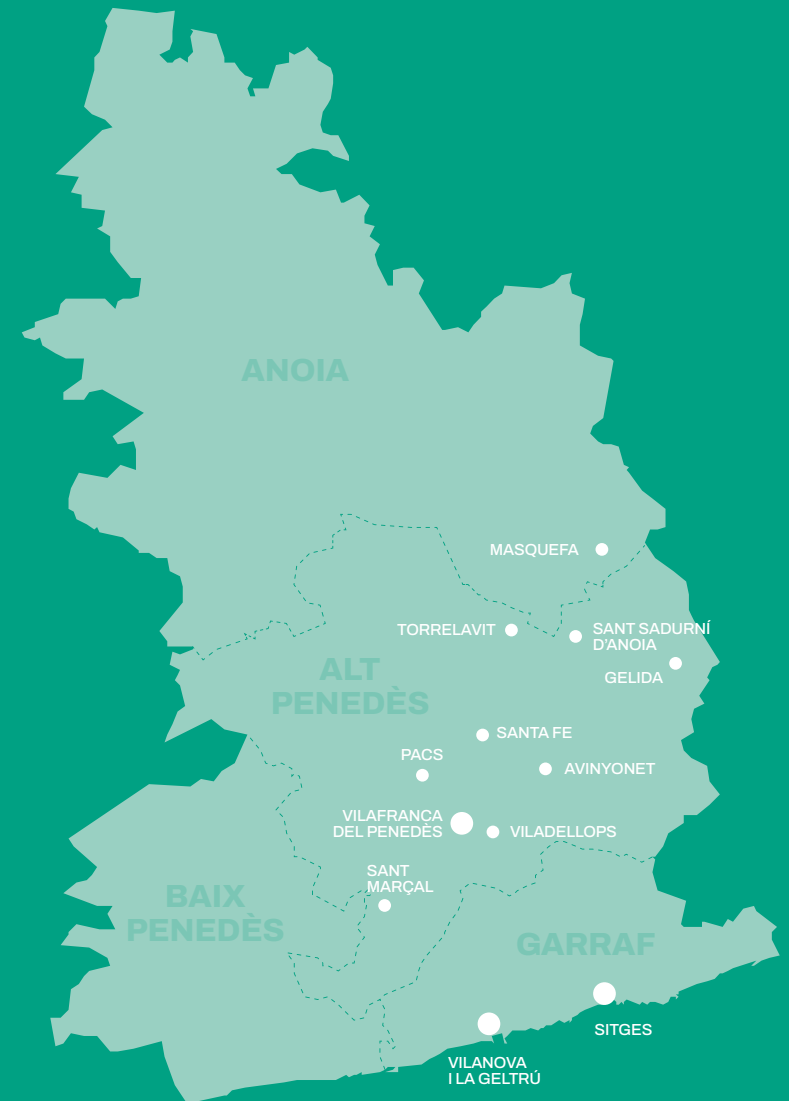 ANOIA
MASQUEFA
TORRELAVIT
SANT SADURNÍ
D'ANOIA
GELIDA
ALT
PENEDÈS
SANTA FE
PACS
AVINYONET
VILAFRANCA
DEL PENEDÈS
VILADELLOPS
SANT
MARÇAL
BAIX
PENEDÈS
GARRAF
SITGES
VILANOVA
I LA GELTRÚ